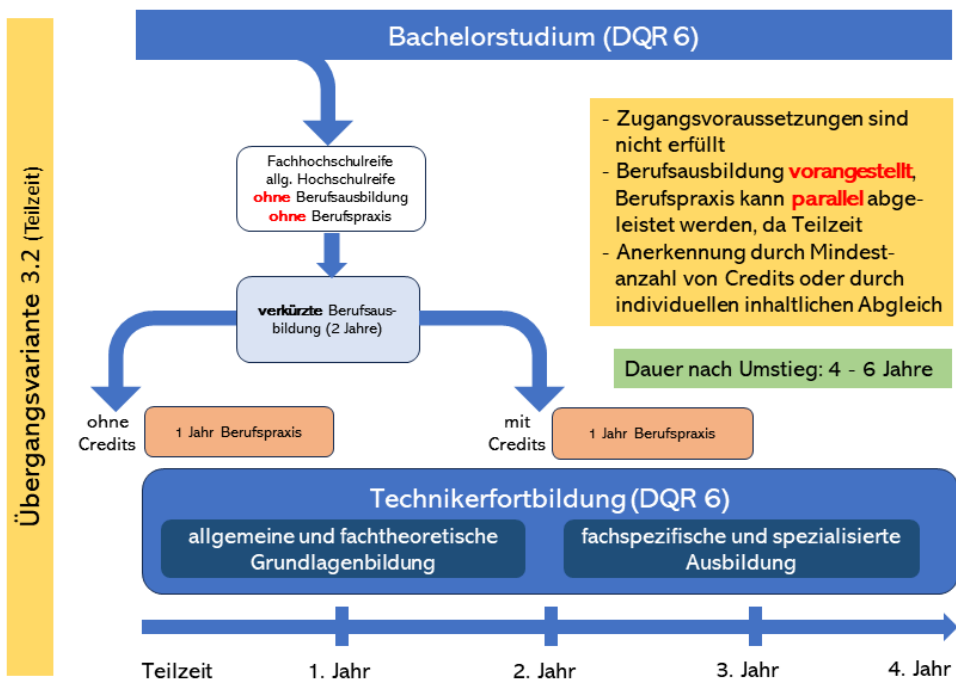 Übergangsvariante 3.2 (Teilzeit)
Bachelorstudium (DQR 6)
Fachhochschulreife
allg. Hochschulreife
ohne Berufsausbildung
ohne Berufspraxis
- Zugangsvoraussetzungen sind
nicht erfüllt
- Berufsausbildung vorangestellt,
Berufspraxis kann parallel abge-
leistet werden, da Teilzeit
- Anerkennung durch Mindest-
anzahl von Credits oder durch
individuellen inhaltlichen Abgleich
verkürzte Berufsaus-
bildung (2 Jahre)
Dauer nach Umstieg: 4 - 6 Jahre
ohne
Credits
1 Jahr Berufspraxis
mit
Credits
1 Jahr Berufspraxis
Technikerfortbildung (DQR 6)
allgemeine und fachtheoretische
Grundlagenbildung
fachspezifische und spezialisierte
Ausbildung
Teilzeit
1. Jahr
2. Jahr
3. Jahr
4. Jahr